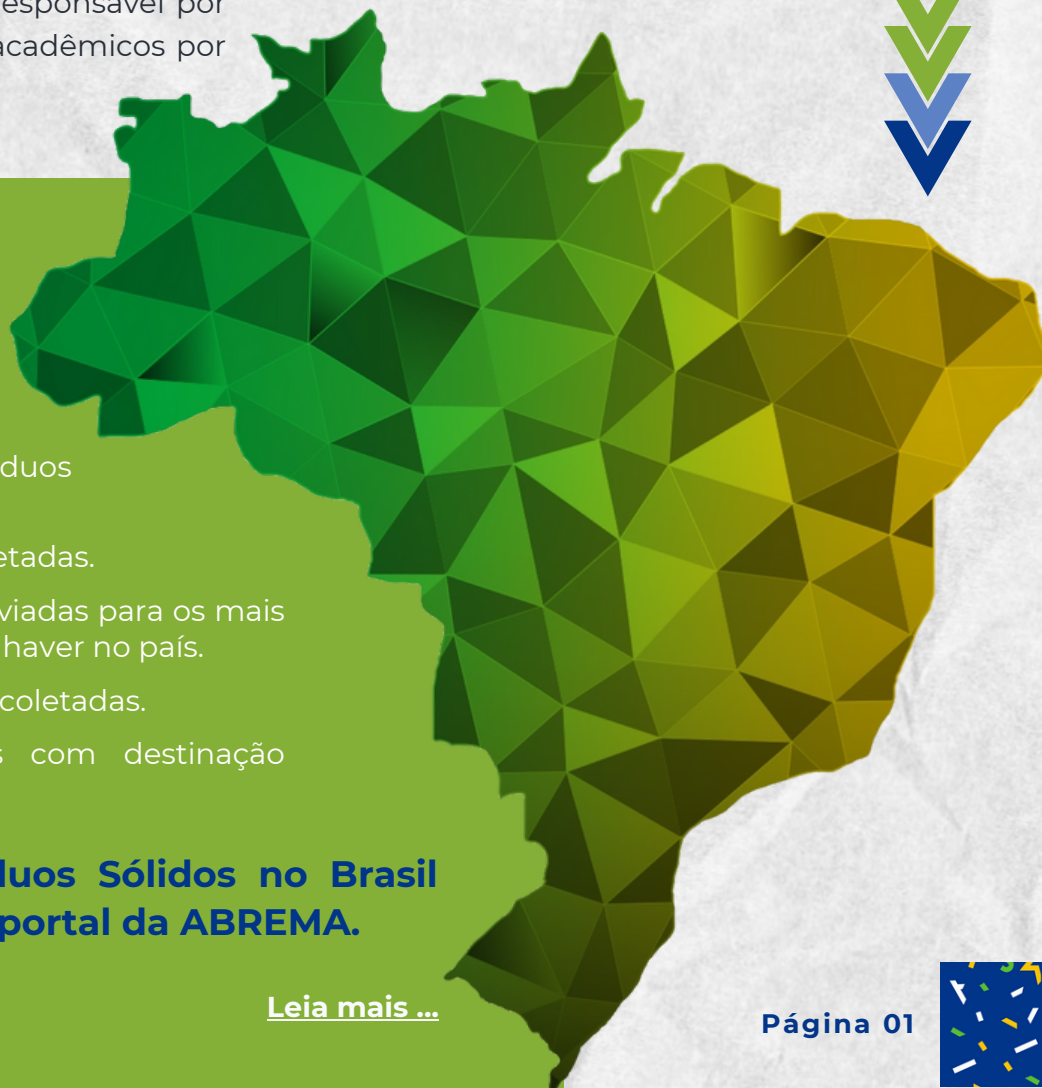 por
acadêmicos por
duos
etadas.
viadas para os mais
haver no país.
coletadas.
s com destinação
duos Sólidos no Brasil
portal da ABREMA.
Leia mais ...
Página 01